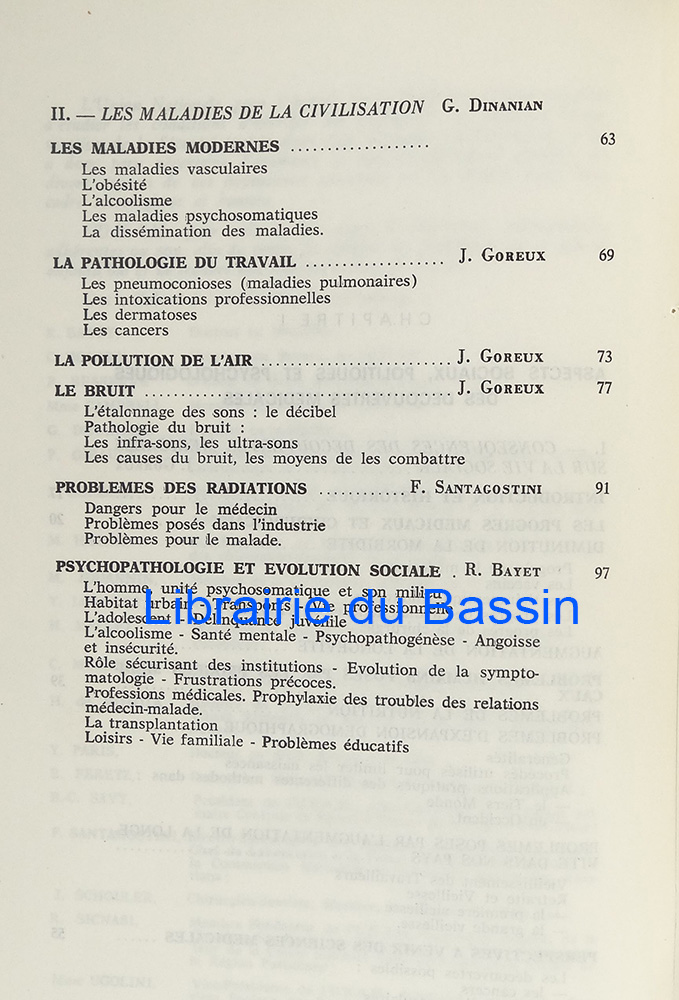 II. — LES MALADIES DE LA CIVILISATION G. DINANIAN
LES MALADIES MODERNES ................... 63
Les maladies vasculaires
L'obésité
L'alcoolisme
Les maladies psychosomatiques
La dissémination des maladies.
LA PATHOLOGIE DU TRAVAIL ................... J. GOREUX 69
Les pneumoconioses (maladies pulmonaires)
Les intoxications professionnelles
Les dermatoses
Les cancers
LA POLLUTION DE L'AIR .......................... J. GOREUX 73
LE BRUIT .......................................... J. GOREUX 77
L'étalonnage des sons : le décibel
Pathologie du bruit :
Les infra-sons, les ultra-sons
Les causes du bruit, les moyens de les combattre
PROBLEMES DES RADIATIONS ............ F. SANTAGOSTINI 91
Dangers pour le médecin
Problèmes posés dans l'industrie
Problèmes pour le malade.
PSYCHOPATHOLOGIE ET EVOLUTION SOCIALE . R. BAYET 97
L'homme, unité psychosomatique et son milieu
Habitat urbain - Transports - Vie professionnelle
Librairie du Bassin
L'adolescent - Délinquance juvénile
L'alcoolisme - Santé mentale - Psychopathogénèse - Angoisse
et insécurité.
Rôle sécurisant des institutions - Evolution de la sympto-
matologie - Frustrations précoces.
Professions médicales. Prophylaxie des troubles des relations
médecin-malade.
La transplantation
Loisirs - Vie familiale - Problèmes éducatifs